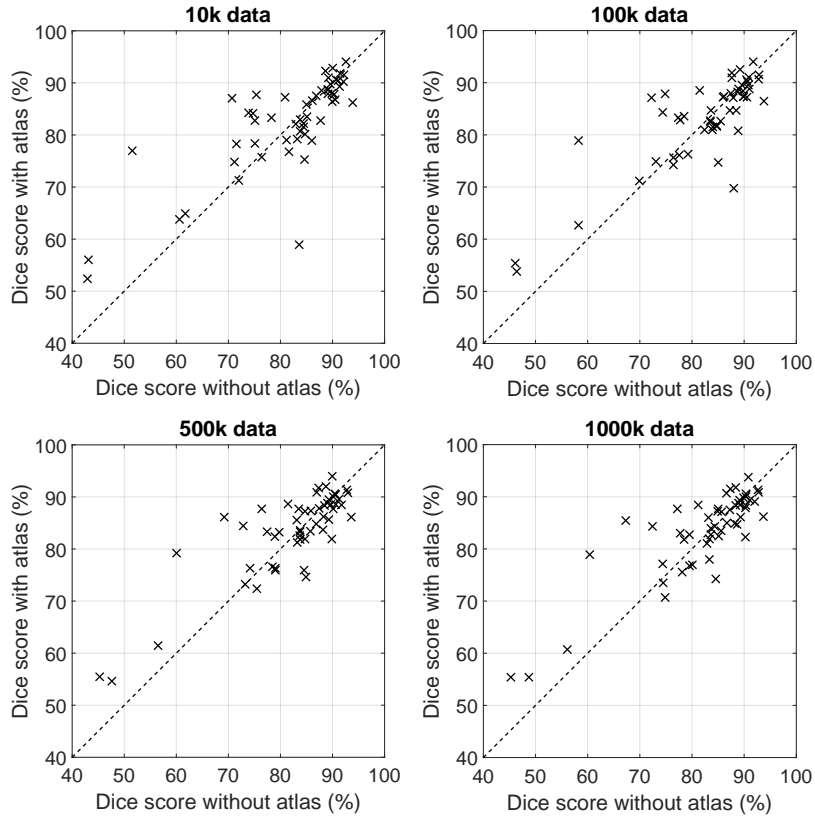 10k data
100
90
80
70
60
50
40
40 50 60 70 80 90 100
Dice score with atlas (%)
Dice score without atlas (%)
100k data
100
90
80
70
60
50
40
40 50 60 70 80 90 100
Dice score with atlas (%)
Dice score without atlas (%)
500k data
100
90
80
70
60
50
40
40 50 60 70 80 90 100
Dice score with atlas (%)
Dice score without atlas (%)
1000k data
100
90
80
70
60
50
40
40 50 60 70 80 90 100
Dice score with atlas (%)
Dice score without atlas (%)